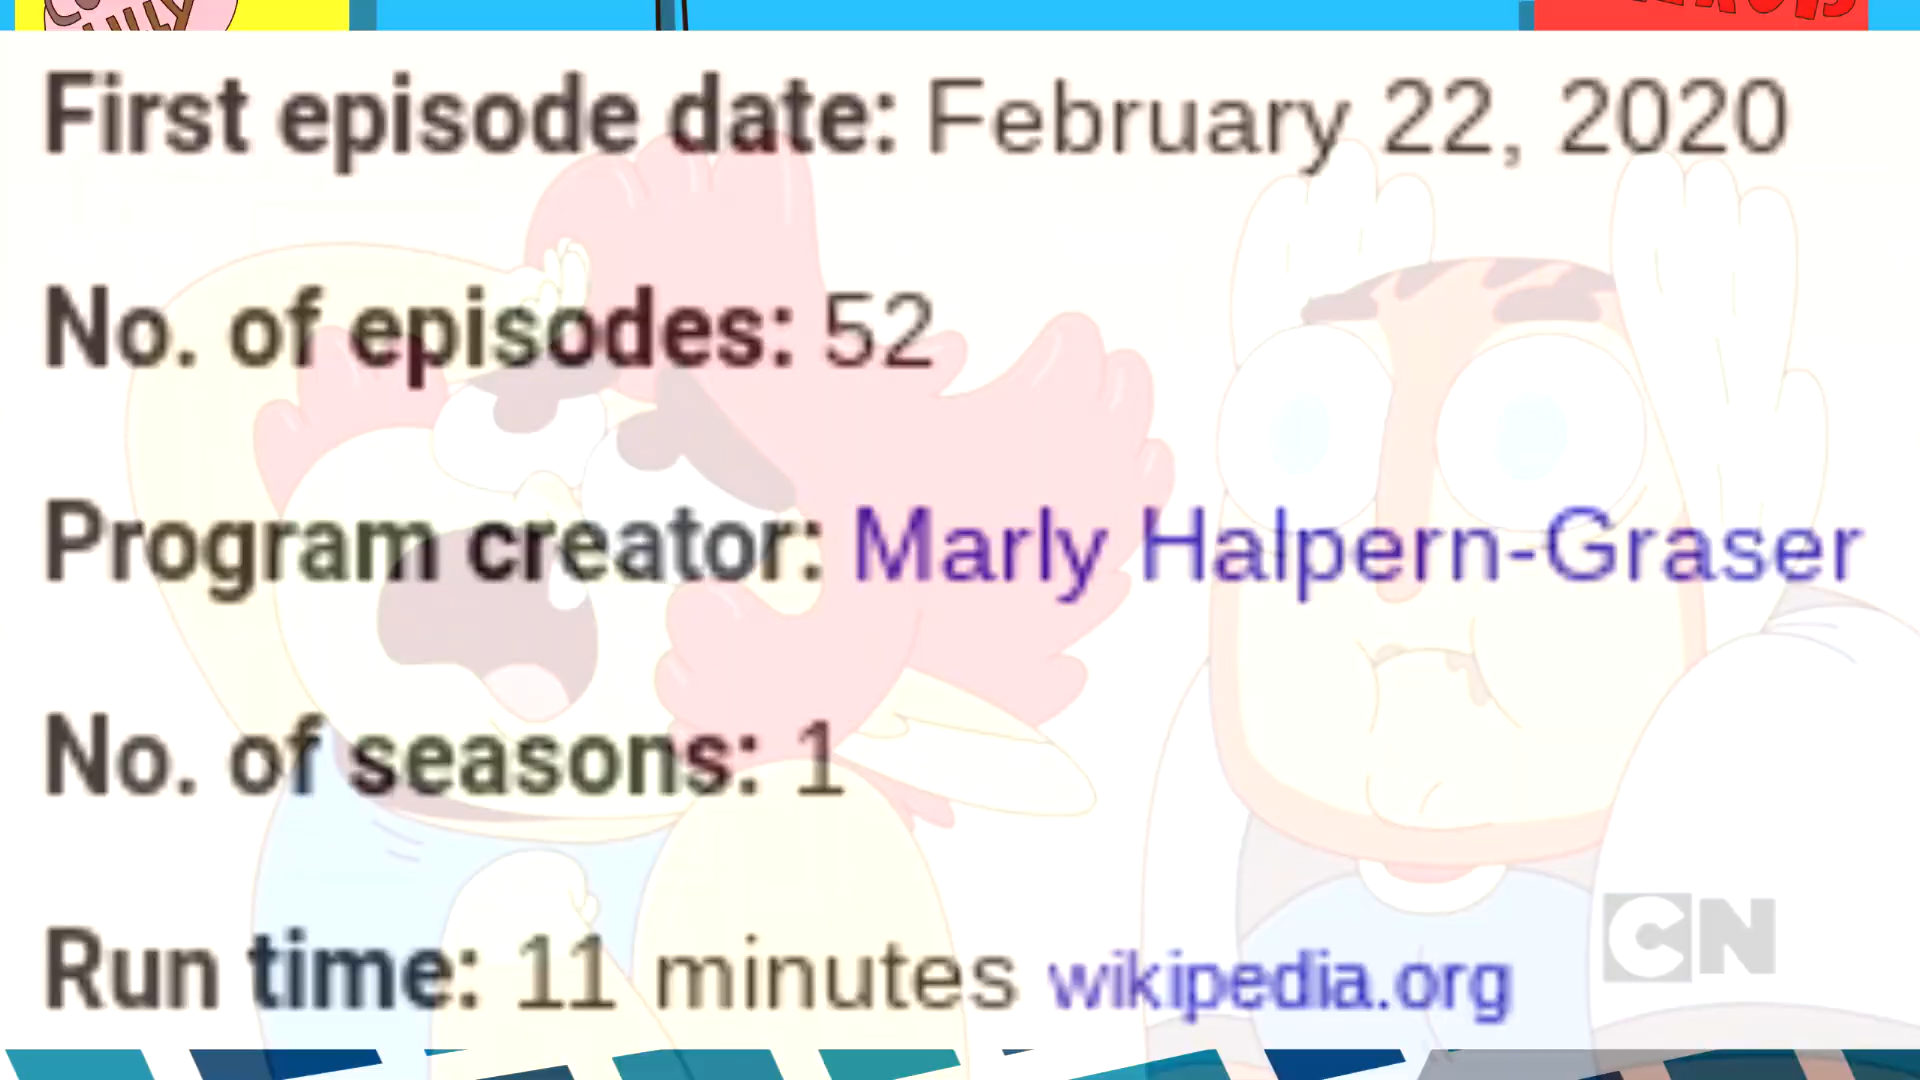 First episode date: February 22, 2020
No. of episodes: 52
Program creator: Marly Halpern-Graser
No. of seasons: 1
Run time: 11 minutes wikipedia.org
CN